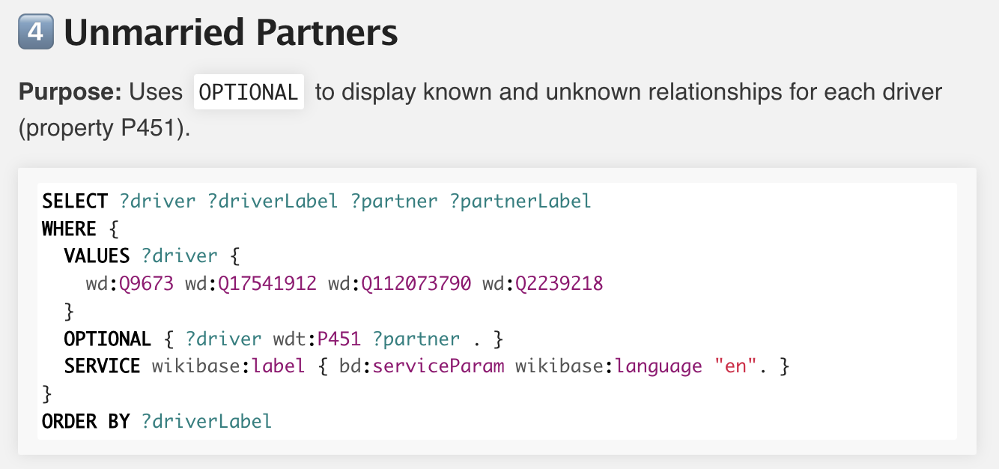 4 Unmarried Partners
Purpose: Uses OPTIONAL to display known and unknown relationships for each driver
(property P451).
SELECT ?driver ?driverLabel ?partner ?partnerLabel
WHERE {
  VALUES ?driver {
    wd:Q9673 wd:Q17541912 wd:Q112073790 wd:Q2239218
  }
  OPTIONAL { ?driver wdt:P451 ?partner . }
  SERVICE wikibase:label { bd:serviceParam wikibase:language "en". }
}
ORDER BY ?driverLabel